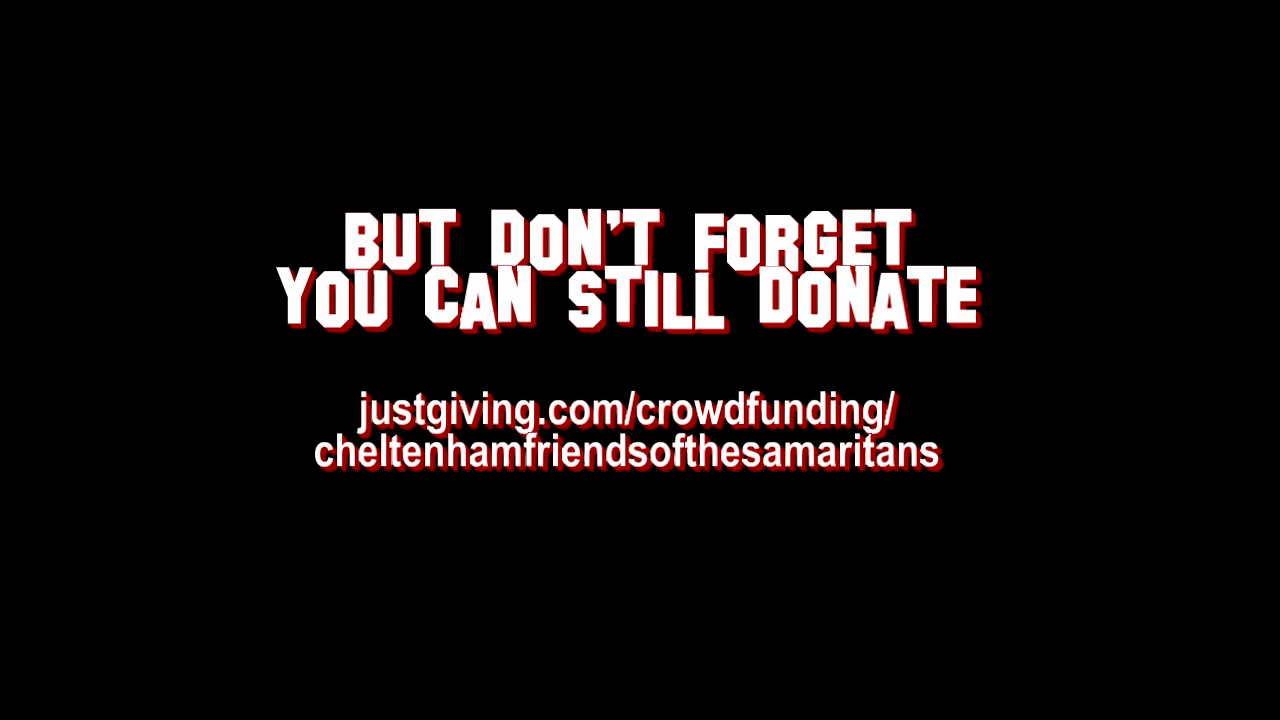 BUT DON'T FORGET
YOU CAN STILL DONATE
justgiving.com/crowdfunding/
cheltenhamfriendsofthesamaritans